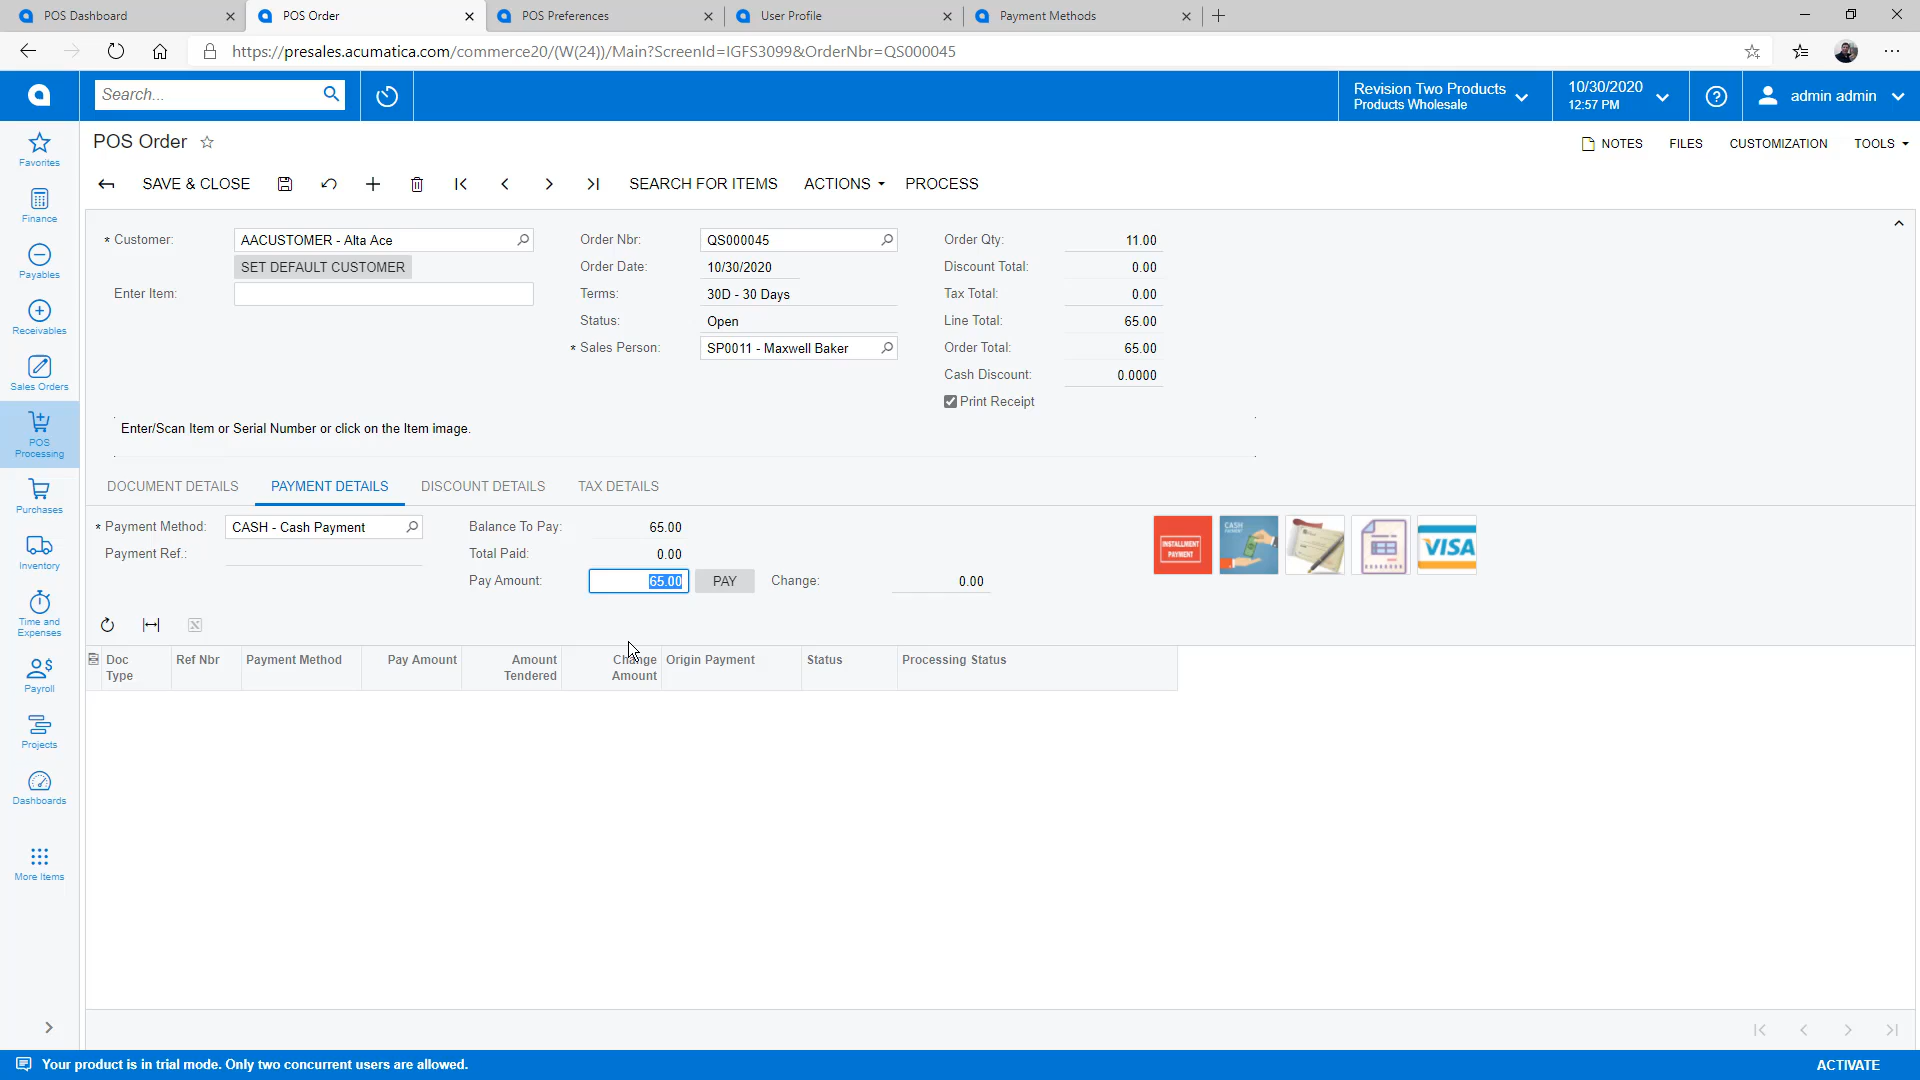 POS Dashboard
POS Order
POS Preferences
User Profile
Payment Methods
https://presales.acumatica.com/commerce20/(W(24))/Main?ScreenId=IGFS3099&OrderNbr=QS000045
Search...
Revision Two Products
Products Wholesale
10/30/2020
12:57 PM
admin admin
POS Order
NOTES
FILES
CUSTOMIZATION
TOOLS
SAVE & CLOSE
SEARCH FOR ITEMS
ACTIONS
PROCESS
Favorites
Finance
Payables
Receivables
Sales Orders
POS
Processing
Purchases
Inventory
Time and
Expenses
Payroll
Projects
Dashboards
More Items
* Customer:
AACUSTOMER - Alta Ace
SET DEFAULT CUSTOMER
Enter Item:
Order Nbr:
QS000045
Order Date:
10/30/2020
Terms:
30D - 30 Days
Status:
Open
* Sales Person:
SP0011 - Maxwell Baker
Order Qty:
11.00
Discount Total:
0.00
Tax Total:
0.00
Line Total:
65.00
Order Total:
65.00
Cash Discount:
0.0000
Print Receipt
Enter/Scan Item or Serial Number or click on the Item image.
DOCUMENT DETAILS
PAYMENT DETAILS
DISCOUNT DETAILS
TAX DETAILS
* Payment Method:
CASH - Cash Payment
Payment Ref.:
Balance To Pay:
65.00
Total Paid:
0.00
Pay Amount:
65.00
PAY
Change:
0.00
INSTALLMENT
PAYMENT
CASH
PAYMENT
VISA
Doc
Type
Ref Nbr
Payment Method
Pay Amount
Amount
Tendered
Change
Amount
Origin Payment
Status
Processing Status
Your product is in trial mode. Only two concurrent users are allowed.
ACTIVATE